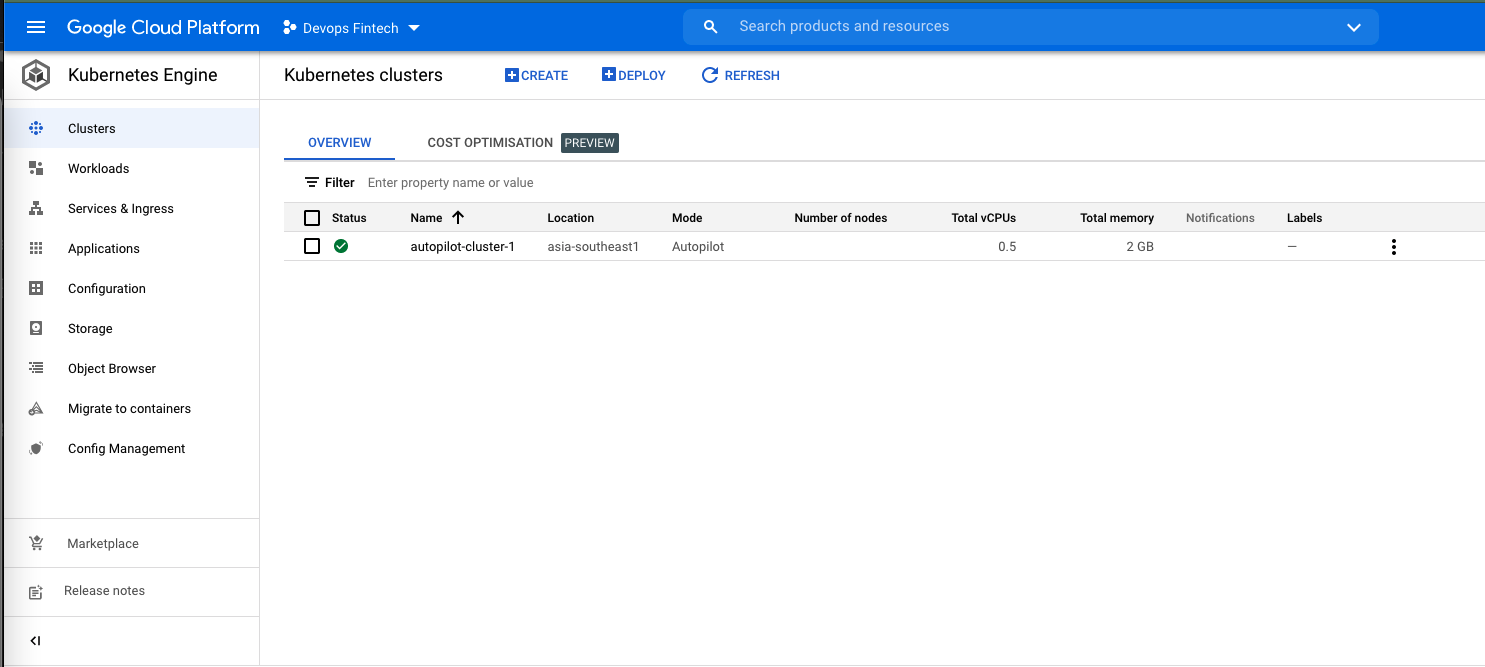 Google Cloud Platform Devops Fintech Search products and resources
Kubernetes Engine
Clusters
Workloads
Services & Ingress
Applications
Configuration
Storage
Object Browser
Migrate to containers
Config Management
Marketplace
Release notes
Kubernetes clusters CREATE DEPLOY REFRESH
OVERVIEW COST OPTIMISATION PREVIEW
Filter Enter property name or value
Status Name Location Mode Number of nodes Total vCPUs Total memory Notifications Labels
autopilot-cluster-1 asia-southeast1 Autopilot 0.5 2 GB —